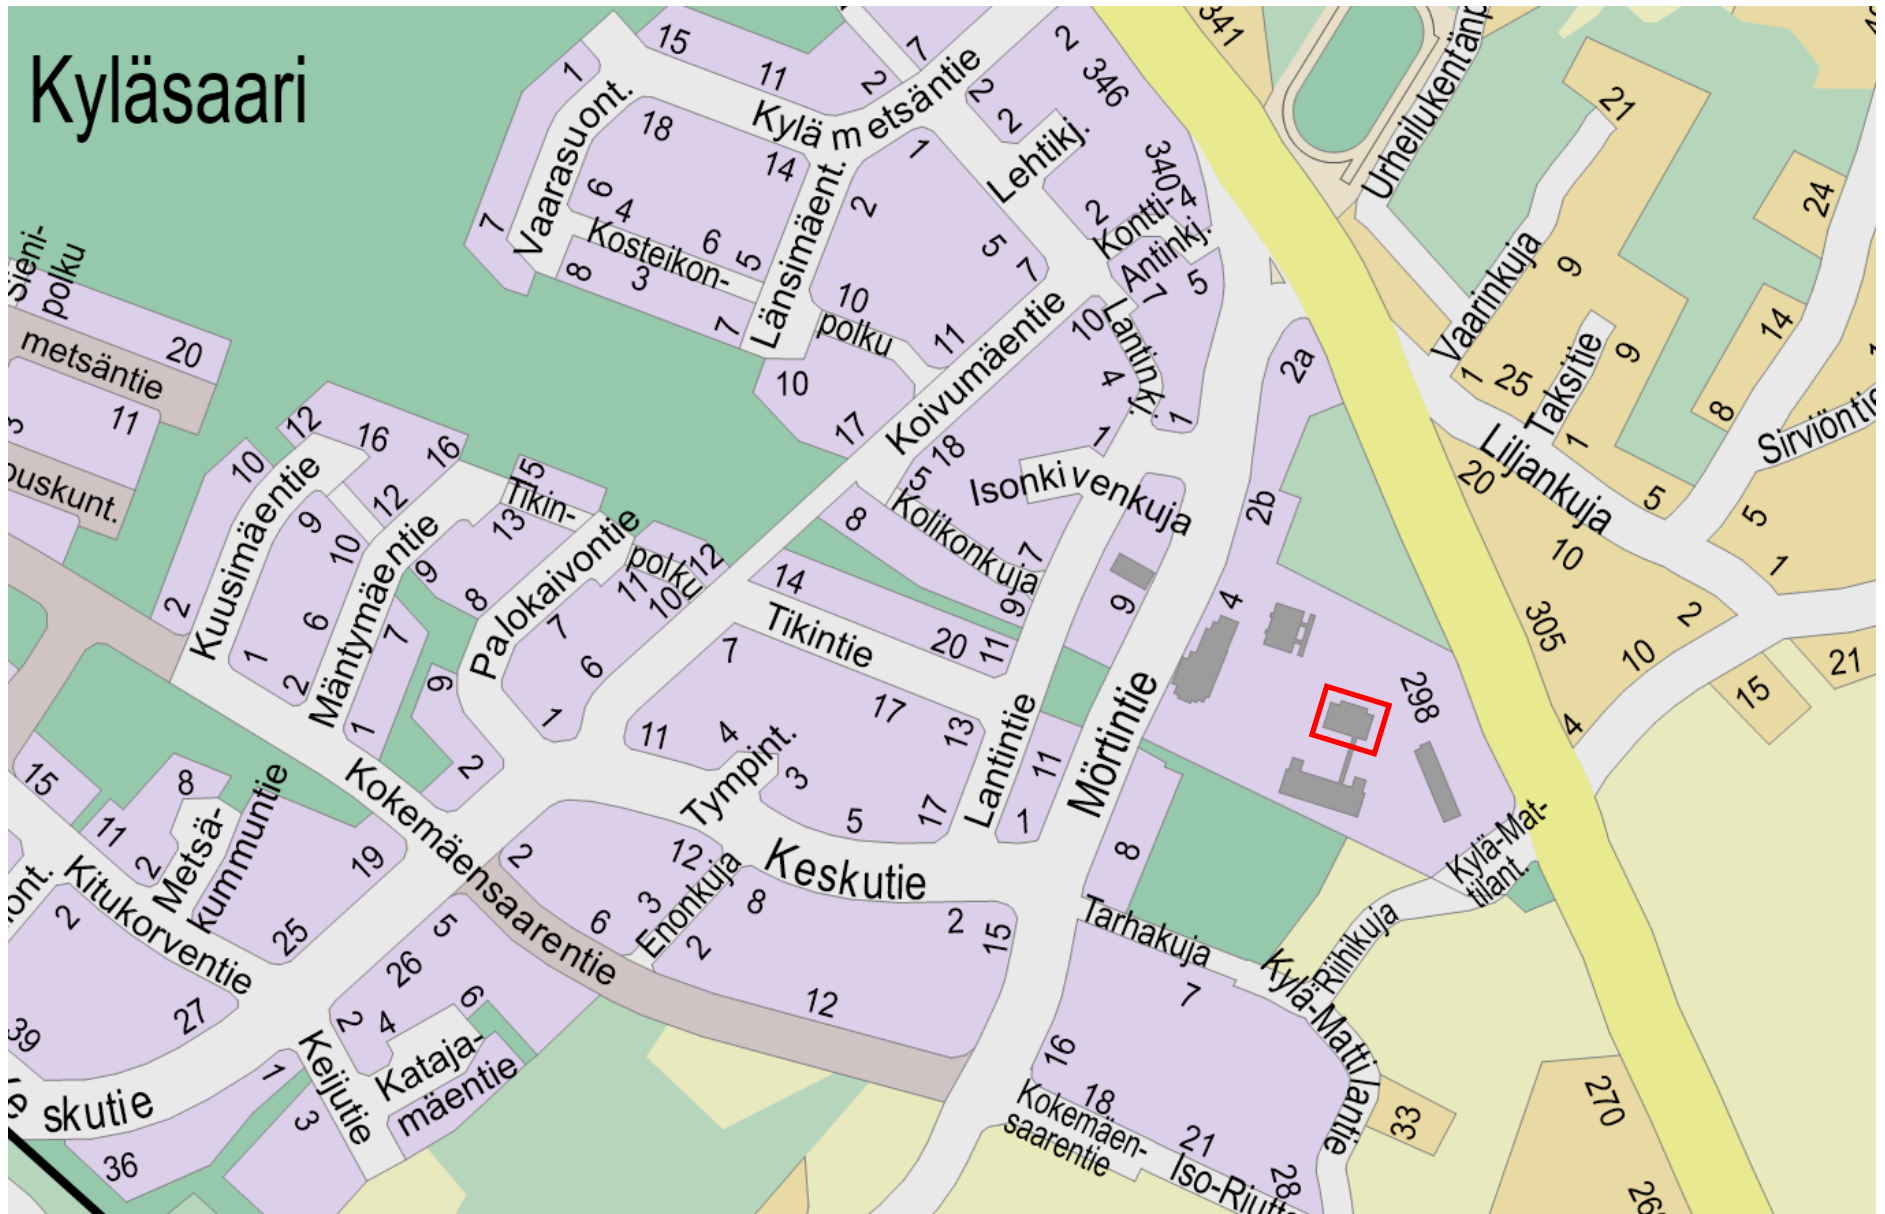 Kyläsaari
15
11
2
7
2
346
341
1
Vaarasuont.
18
14
Kylämetsäntie
2
2
1
Lehtikj.
340
Urheilukentänp
21
24
7
6
4
Kosteikon-
6
5
Länsimäent.
2
5
7
2
Kontti-4
Antinkj.
7
5
8
3
7
10
polku
11
10
17
Koivumäentie
10
Lantinkj.
4
1
1
2a
Vaarinkuja
9
9
14
8
1
25
Taksitie
1
Liljankuja
20
5
Sirviöntie
5
1
10
2
305
10
4
15
21
Sieni-
polku
20
metsäntie
11
ouskunt.
12
16
16
10
12
Kuusimäentie
9
10
6
1
2
2
Mäntymäentie
7
1
15
Tikin-
13
9
8
Palokaivontie
polku
12
11
10
7
6
1
9
2
18
5
Isonkivenkuja
Kolikonkuja
8
7
9
14
Tikintie
20
11
7
17
13
11
4
Tympint.
3
5
17
Lantintie
11
1
9
2b
4
Mörtintie
298
8
Kylä-Mat-
tilant.
Riihikuja
Tarhakuja
Kylä-Mattilantie
7
16
18
21
28
33
270
Kokemäen-
saarentie
Iso-Riutta
Keskutie
12
2
8
2
15
Enonkuja
3
6
2
12
Kokemäensaarentie
15
11
8
2
Metsä-
kummuntie
19
25
Kitukorventie
2
27
39
ont.
5
26
6
2
4
Kataja-
mäentie
Keijutie
1
3
36
skutie